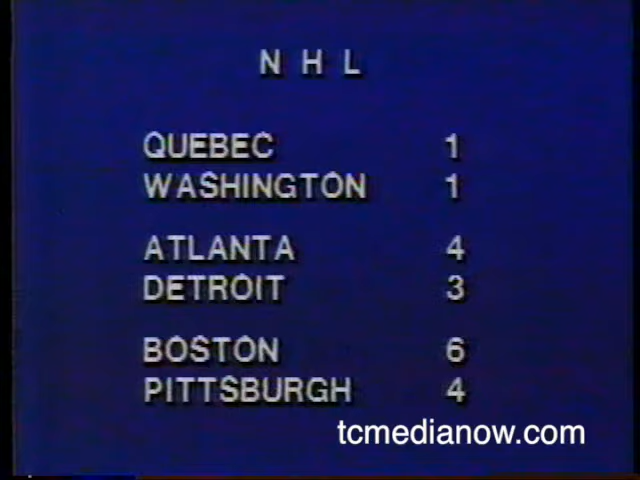 N H L
QUEBEC 1
WASHINGTON 1
ATLANTA 4
DETROIT 3
BOSTON 6
PITTSBURGH 4
tcmedianow.com